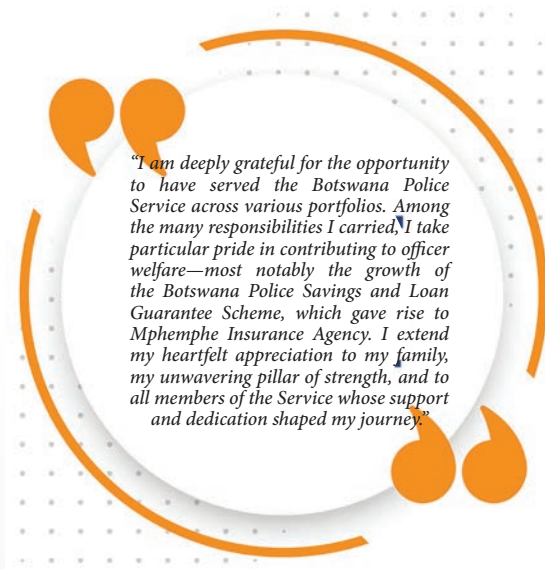 “I am deeply grateful for the opportunity
to have served the Botswana Police
Service across various portfolios. Among
the many responsibilities I carried, I take
particular pride in contributing to officer
welfare—most notably the growth of
the Botswana Police Savings and Loan
Guarantee Scheme, which gave rise to
Mphemphe Insurance Agency. I extend
my heartfelt appreciation to my family,
my unwavering pillar of strength, and to
all members of the Service whose support
and dedication shaped my journey.”